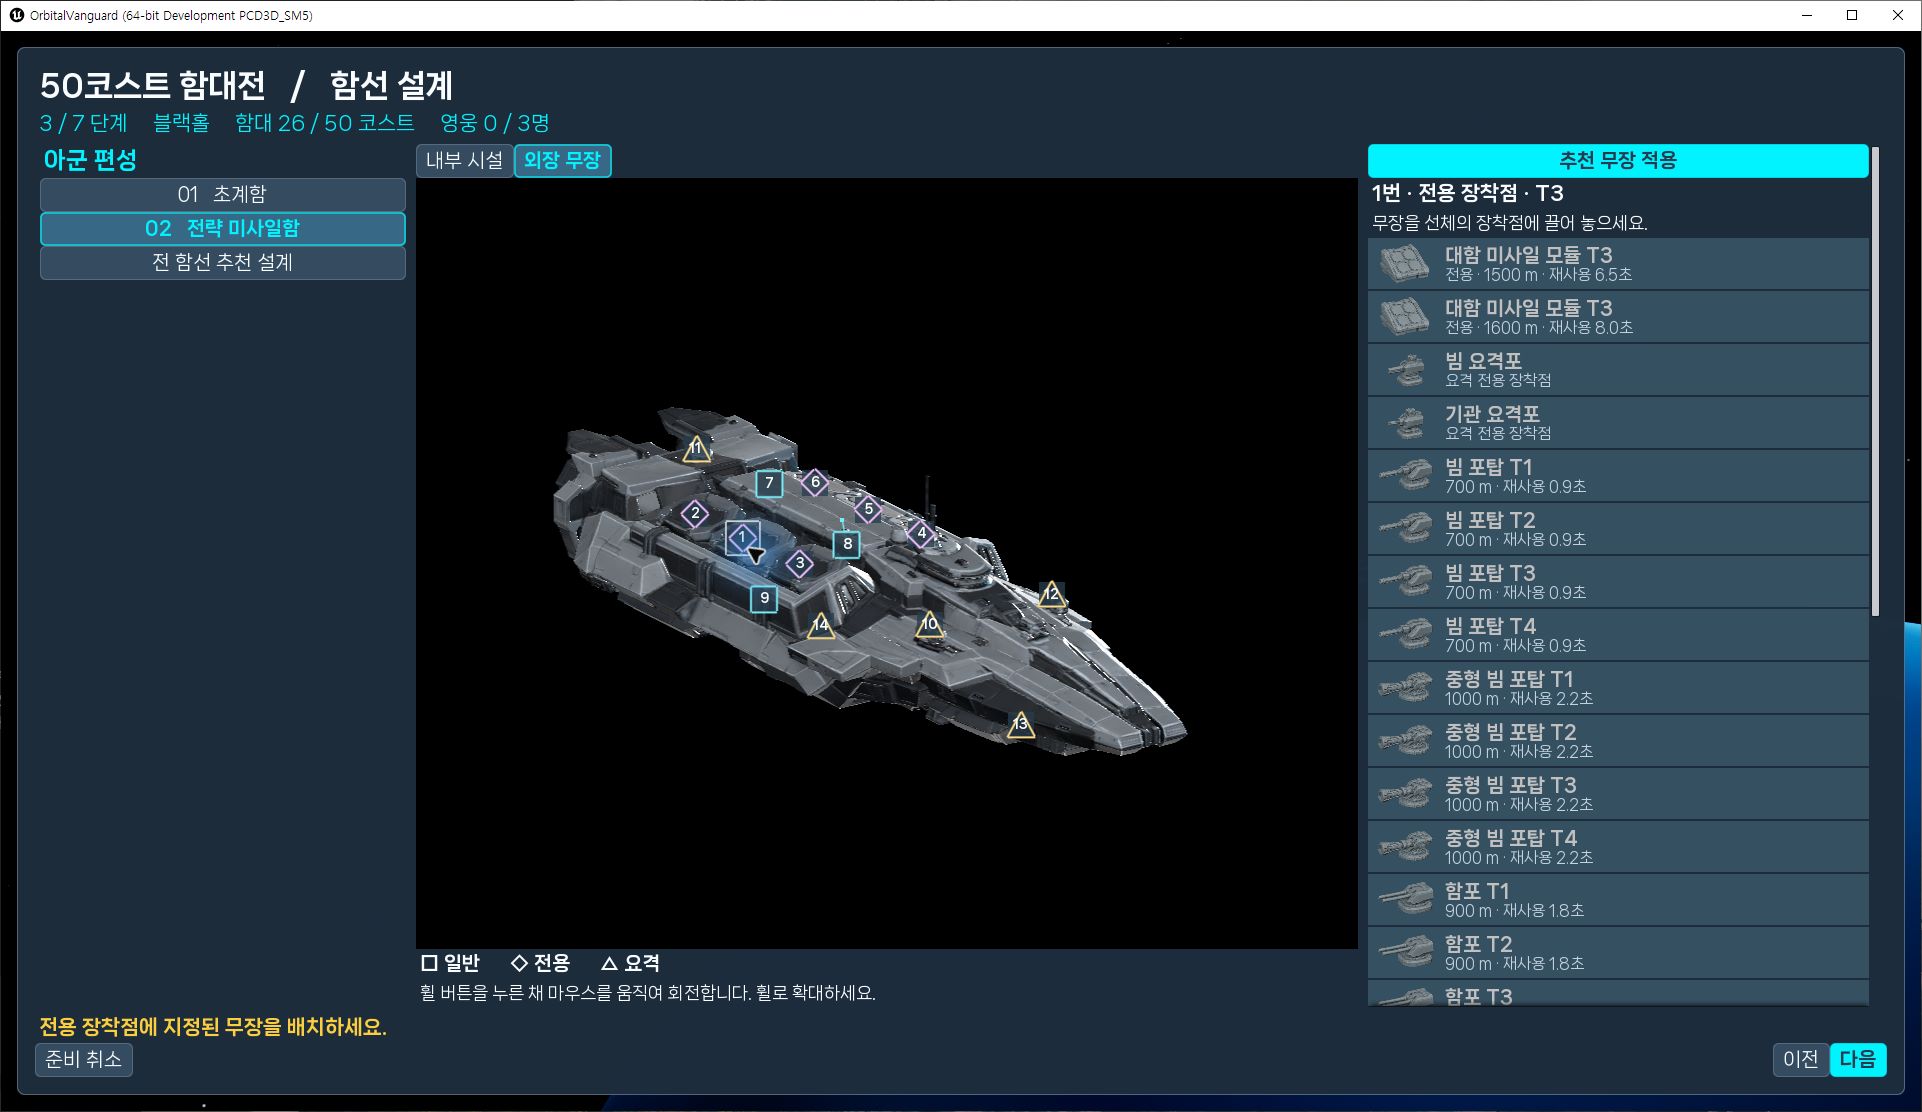 OrbitalVanguard (64-bit Development PCD3D_SM5)
50코스트 함대전 / 함선 설계
3 / 7 단계 블랙홀 함대 26 / 50 코스트 영웅 0 / 3명
아군 편성
01 초계함
02 전략 미사일함
전 함선 추천 설계
내부 시설 외장 무장
11
7
6
2
5
1
4
8
3
9
12
14
10
13
□ 일반 ◇ 전용 △ 요격
휠 버튼을 누른 채 마우스를 움직여 회전합니다. 휠로 확대하세요.
추천 무장 적용
1번 · 전용 장착점 · T3
무장을 선체의 장착점에 끌어 놓으세요.
대함 미사일 모듈 T3
전용 · 1500 m · 재사용 6.5초
대함 미사일 모듈 T3
전용 · 1600 m · 재사용 8.0초
빔 요격포
요격 전용 장착점
기관 요격포
요격 전용 장착점
빔 포탑 T1
700 m · 재사용 0.9초
빔 포탑 T2
700 m · 재사용 0.9초
빔 포탑 T3
700 m · 재사용 0.9초
빔 포탑 T4
700 m · 재사용 0.9초
중형 빔 포탑 T1
1000 m · 재사용 2.2초
중형 빔 포탑 T2
1000 m · 재사용 2.2초
중형 빔 포탑 T3
1000 m · 재사용 2.2초
중형 빔 포탑 T4
1000 m · 재사용 2.2초
함포 T1
900 m · 재사용 1.8초
함포 T2
900 m · 재사용 1.8초
함포 T3
전용 장착점에 지정된 무장을 배치하세요.
준비 취소
이전 다음